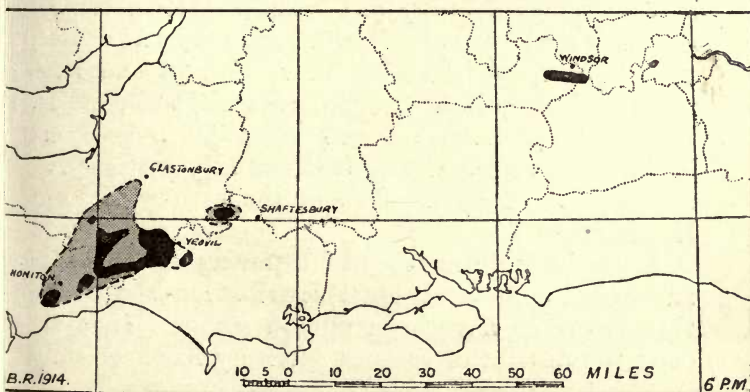 WINDSOR
GLASTONBURY
SHAFTESBURY
YEOVIL
HONITON
10 5 0 10 20 30 40 50 60 MILES
B.R. 1914.
6 P.M.